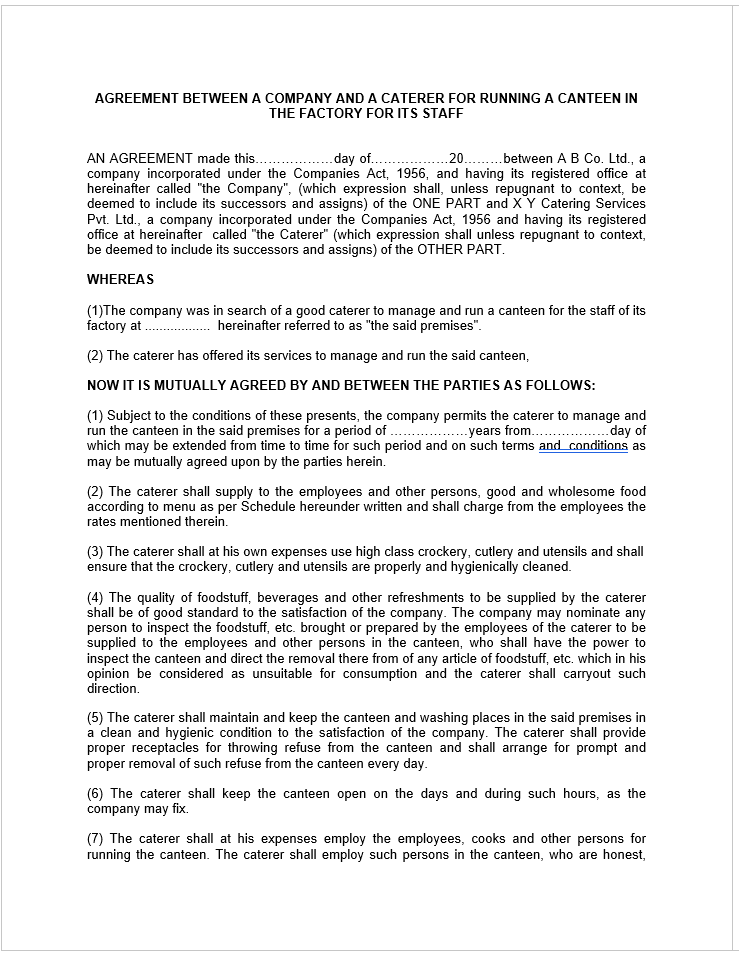 AGREEMENT BETWEEN A COMPANY AND A CATERER FOR RUNNING A CANTEEN IN
THE FACTORY FOR ITS STAFF
AN AGREEMENT made this………………day of………………20………between A B Co. Ltd., a
company incorporated under the Companies Act, 1956, and having its registered office at
hereinafter called "the Company", (which expression shall, unless repugnant to context, be
deemed to include its successors and assigns) of the ONE PART and X Y Catering Services
Pvt. Ltd., a company incorporated under the Companies Act, 1956 and having its registered
office at hereinafter called "the Caterer" (which expression shall unless repugnant to context,
be deemed to include its successors and assigns) of the OTHER PART.
WHEREAS
(1)The company was in search of a good caterer to manage and run a canteen for the staff of its
factory at .................. hereinafter referred to as "the said premises".
(2) The caterer has offered its services to manage and run the said canteen,
NOW IT IS MUTUALLY AGREED BY AND BETWEEN THE PARTIES AS FOLLOWS:
(1) Subject to the conditions of these presents, the company permits the caterer to manage and
run the canteen in the said premises for a period of ………………years from………………day of
which may be extended from time to time for such period and on such terms and conditions as
may be mutually agreed upon by the parties herein.
(2) The caterer shall supply to the employees and other persons, good and wholesome food
according to menu as per Schedule hereunder written and shall charge from the employees the
rates mentioned therein.
(3) The caterer shall at his own expenses use high class crockery, cutlery and utensils and shall
ensure that the crockery, cutlery and utensils are properly and hygienically cleaned.
(4) The quality of foodstuff, beverages and other refreshments to be supplied by the caterer
shall be of good standard to the satisfaction of the company. The company may nominate any
person to inspect the foodstuff, etc. brought or prepared by the employees of the caterer to be
supplied to the employees and other persons in the canteen, who shall have the power to
inspect the canteen and direct the removal there from of any article of foodstuff, etc. which in his
opinion be considered as unsuitable for consumption and the caterer shall carryout such
direction.
(5) The caterer shall maintain and keep the canteen and washing places in the said premises in
a clean and hygienic condition to the satisfaction of the company. The caterer shall provide
proper receptacles for throwing refuse from the canteen and shall arrange for prompt and
proper removal of such refuse from the canteen every day.
(6) The caterer shall keep the canteen open on the days and during such hours, as the
company may fix.
(7) The caterer shall at his expenses employ the employees, cooks and other persons for
running the canteen. The caterer shall employ such persons in the canteen, who are honest,